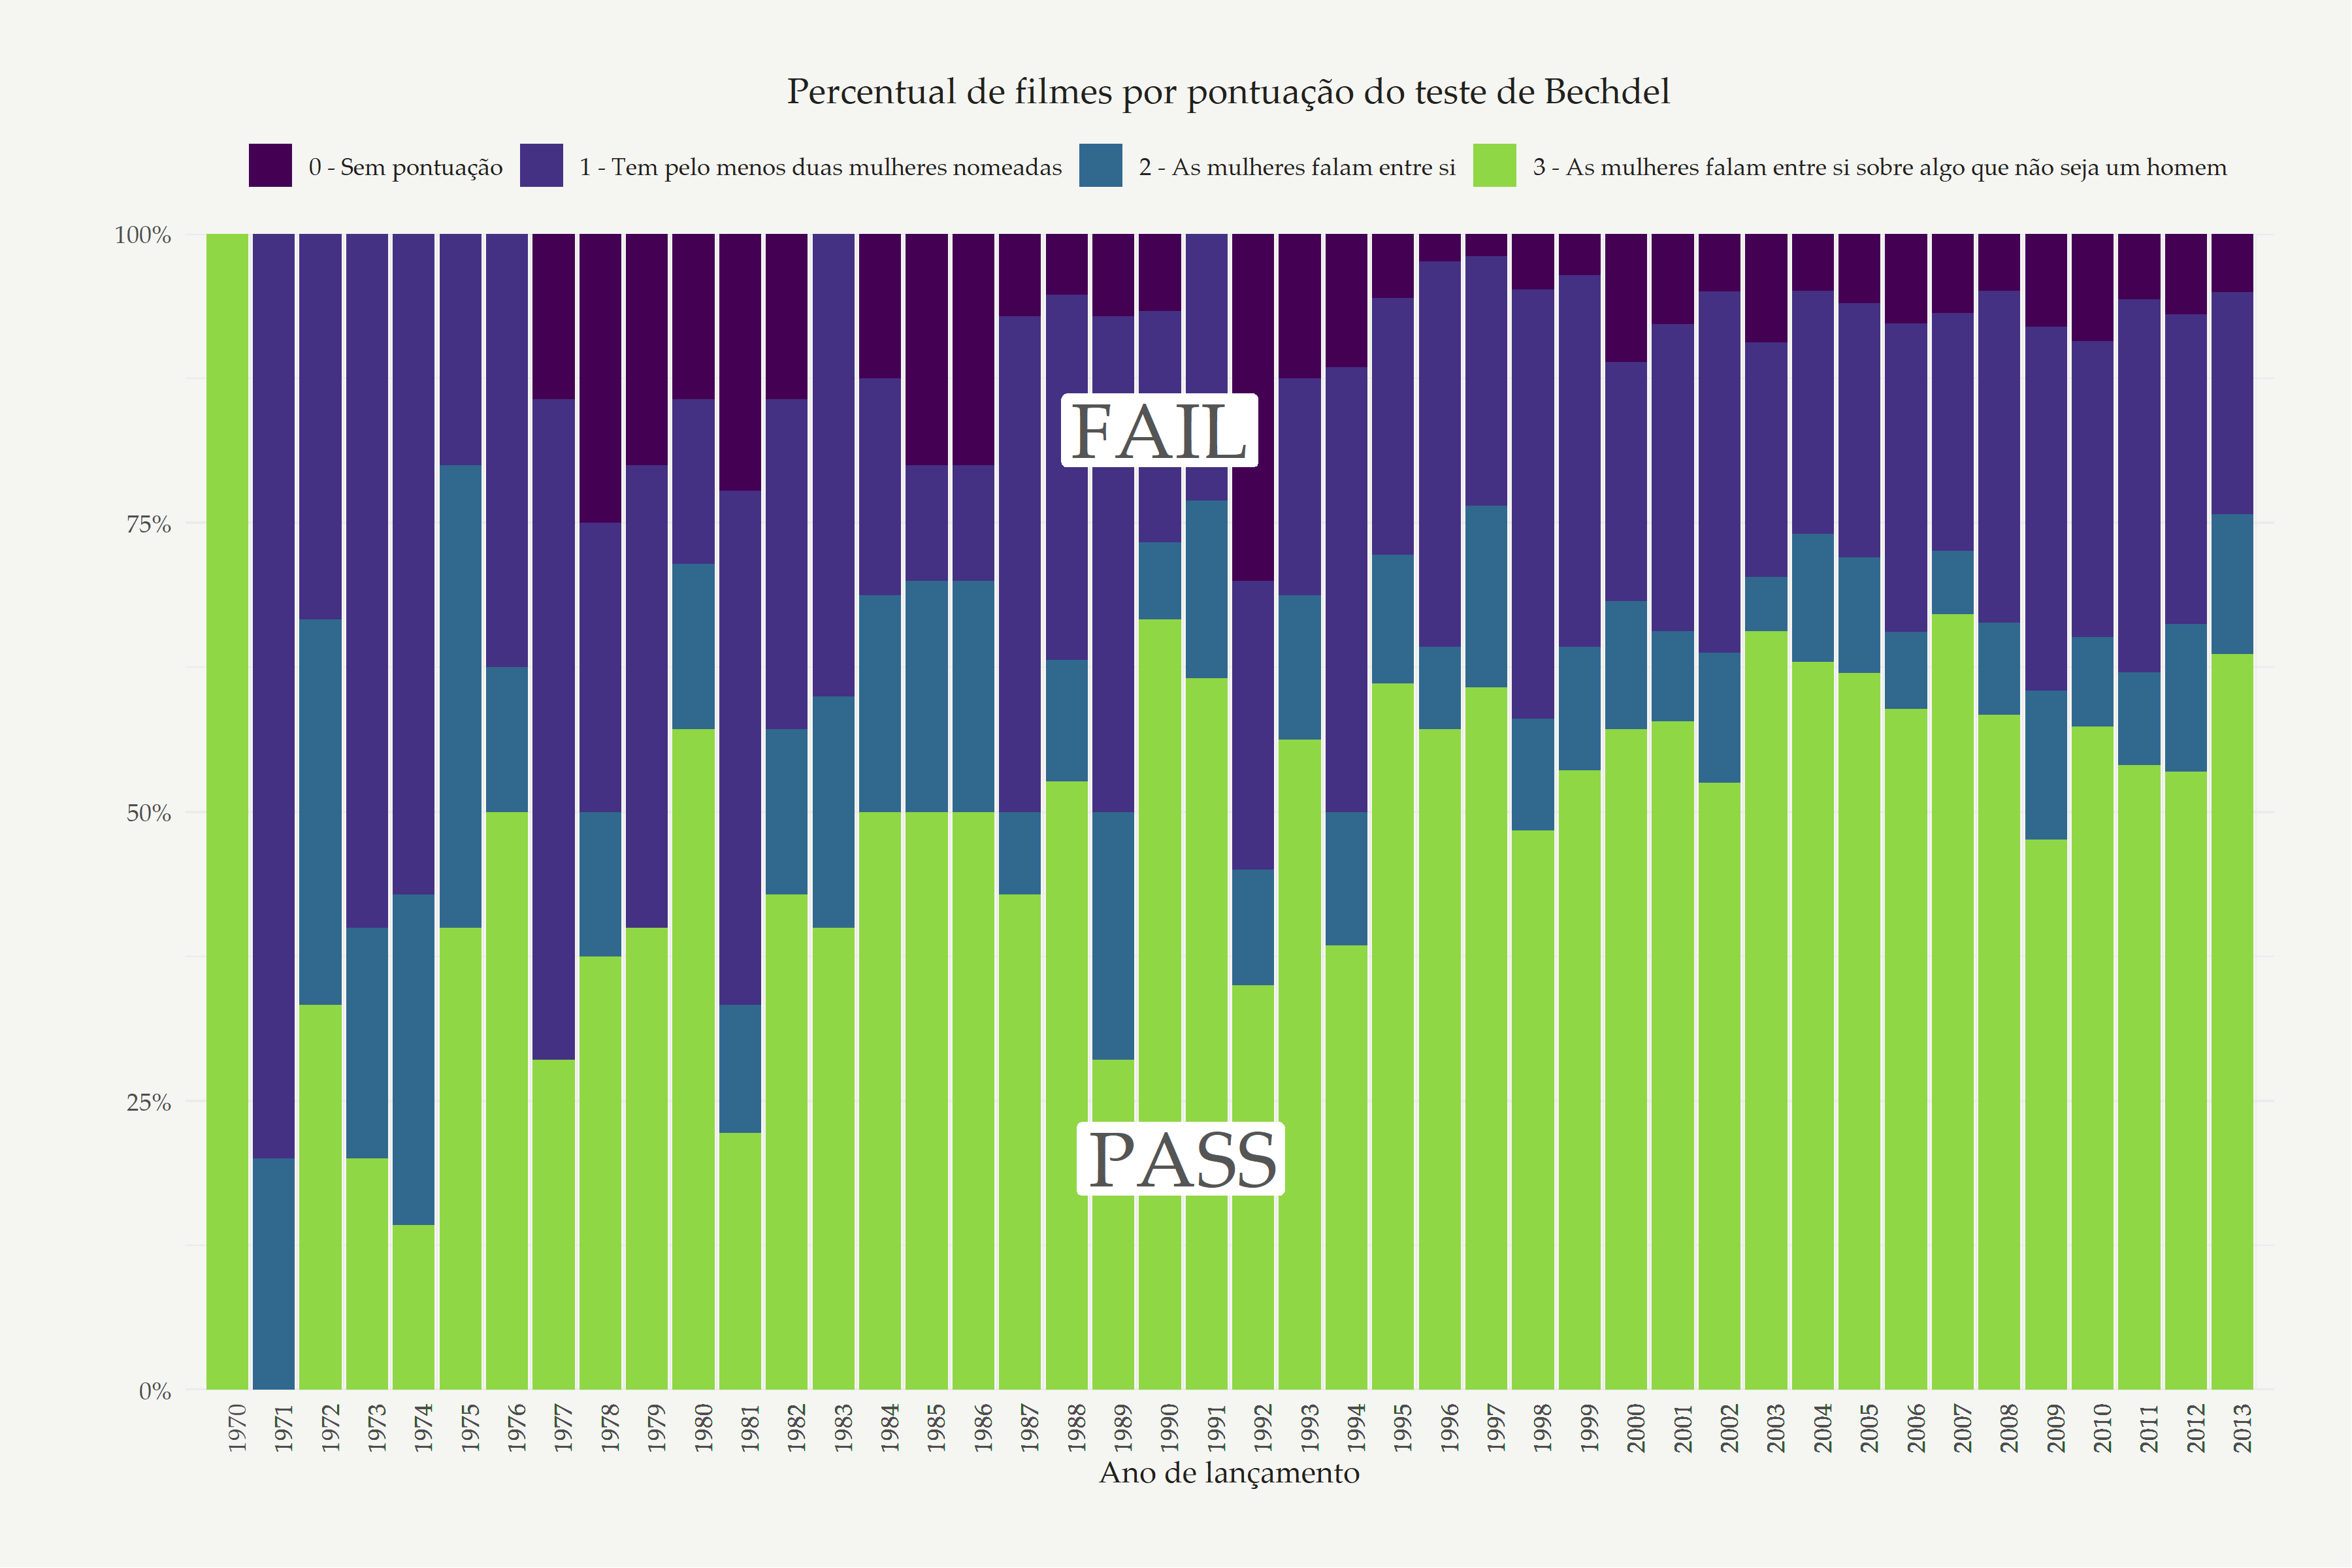 Percentual de filmes por pontuação do teste de Bechdel
0 - Sem pontuação 1 - Tem pelo menos duas mulheres nomeadas 2 - As mulheres falam entre si 3 - As mulheres falam entre si sobre algo que não seja um homem
100%
FAIL
75%
50%
25%
PASS
0%
1970 1971 1972 1973 1974 1975 1976 1977 1978 1979 1980 1981 1982 1983 1984 1985 1986 1987 1988 1989 1990 1991 1992 1993 1994 1995 1996 1997 1998 1999 2000 2001 2002 2003 2004 2005 2006 2007 2008 2009 2010 2011 2012 2013
Ano de lançamento